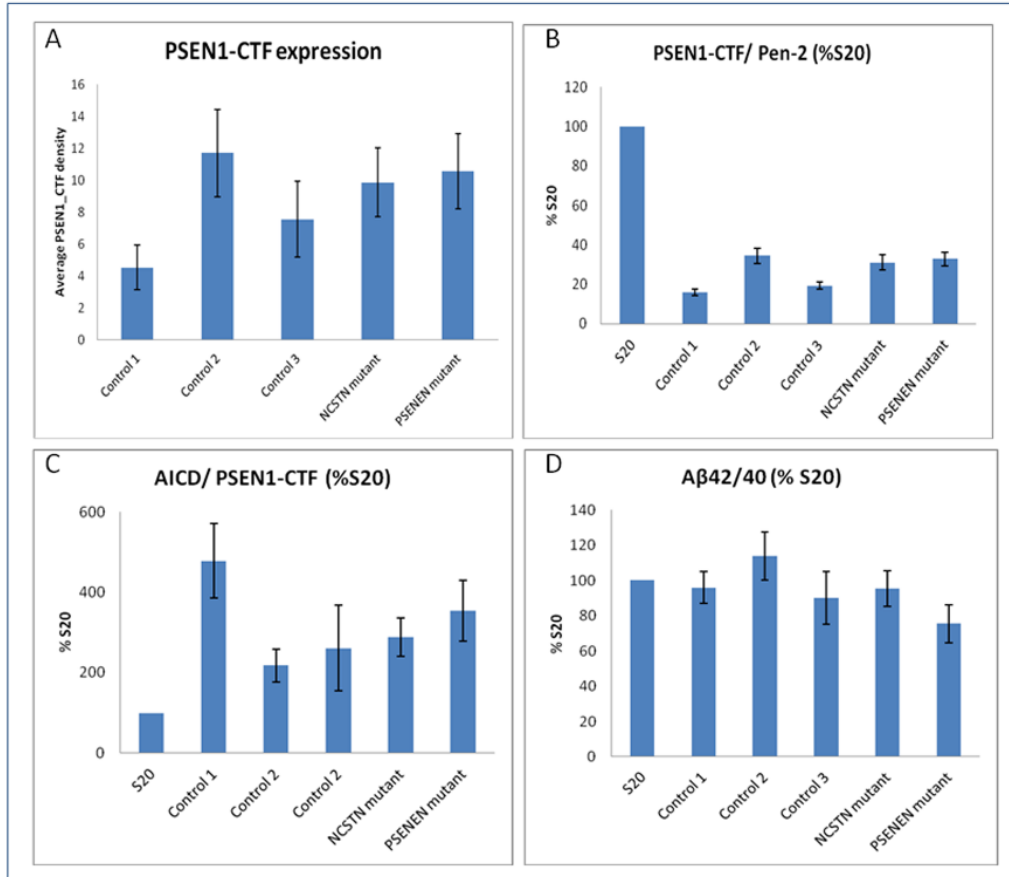 A
PSEN1-CTF expression
Average PSEN1_CTF density
16
14
12
10
8
6
4
2
0
Control 1
Control 2
Control 3
NCSTN mutant
PSENEN mutant
B
PSEN1-CTF/ Pen-2 (%S20)
% S20
120
100
80
60
40
20
0
S20
Control 1
Control 2
Control 3
NCSTN mutant
PSENEN mutant
C
AICD/ PSEN1-CTF (%S20)
% S20
600
400
200
0
S20
Control 1
Control 2
Control 2
NCSTN mutant
PSENEN mutant
D
Aβ42/40 (% S20)
% S20
140
120
100
80
60
40
20
0
S20
Control 1
Control 2
Control 3
NCSTN mutant
PSENEN mutant